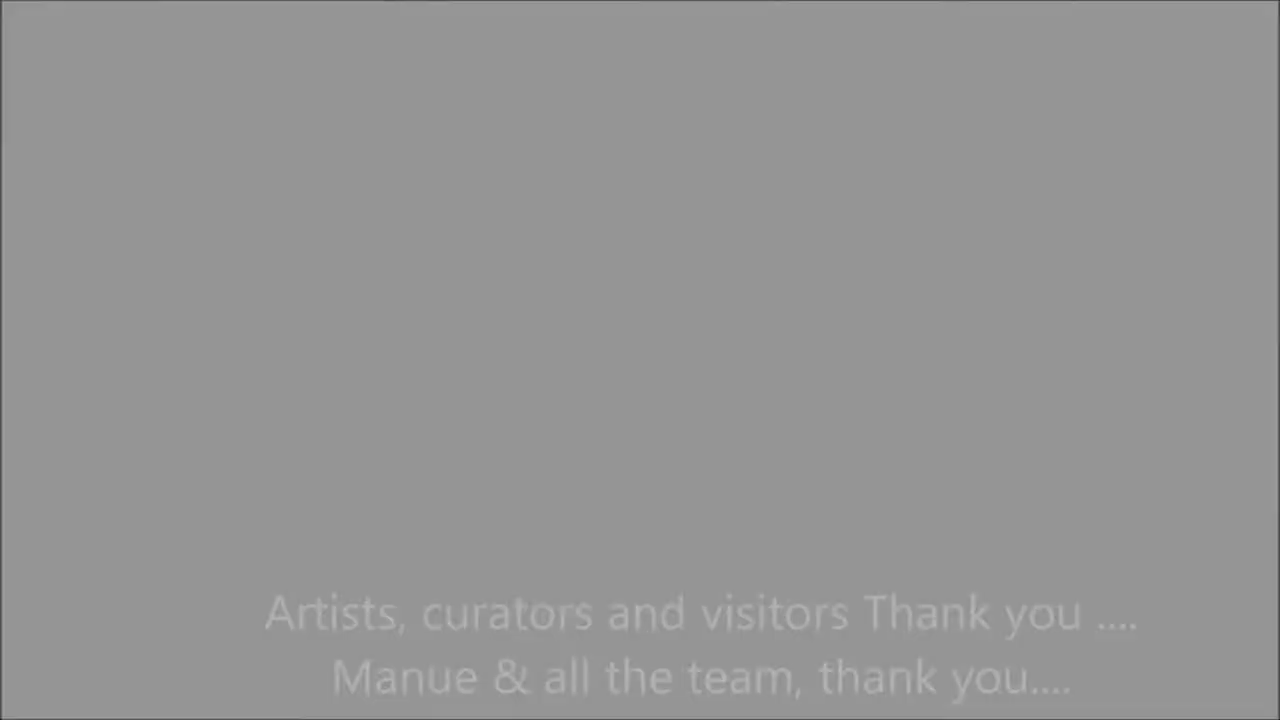 Artists, curators and visitors Thank you ....
Manue & all the team, thank you....